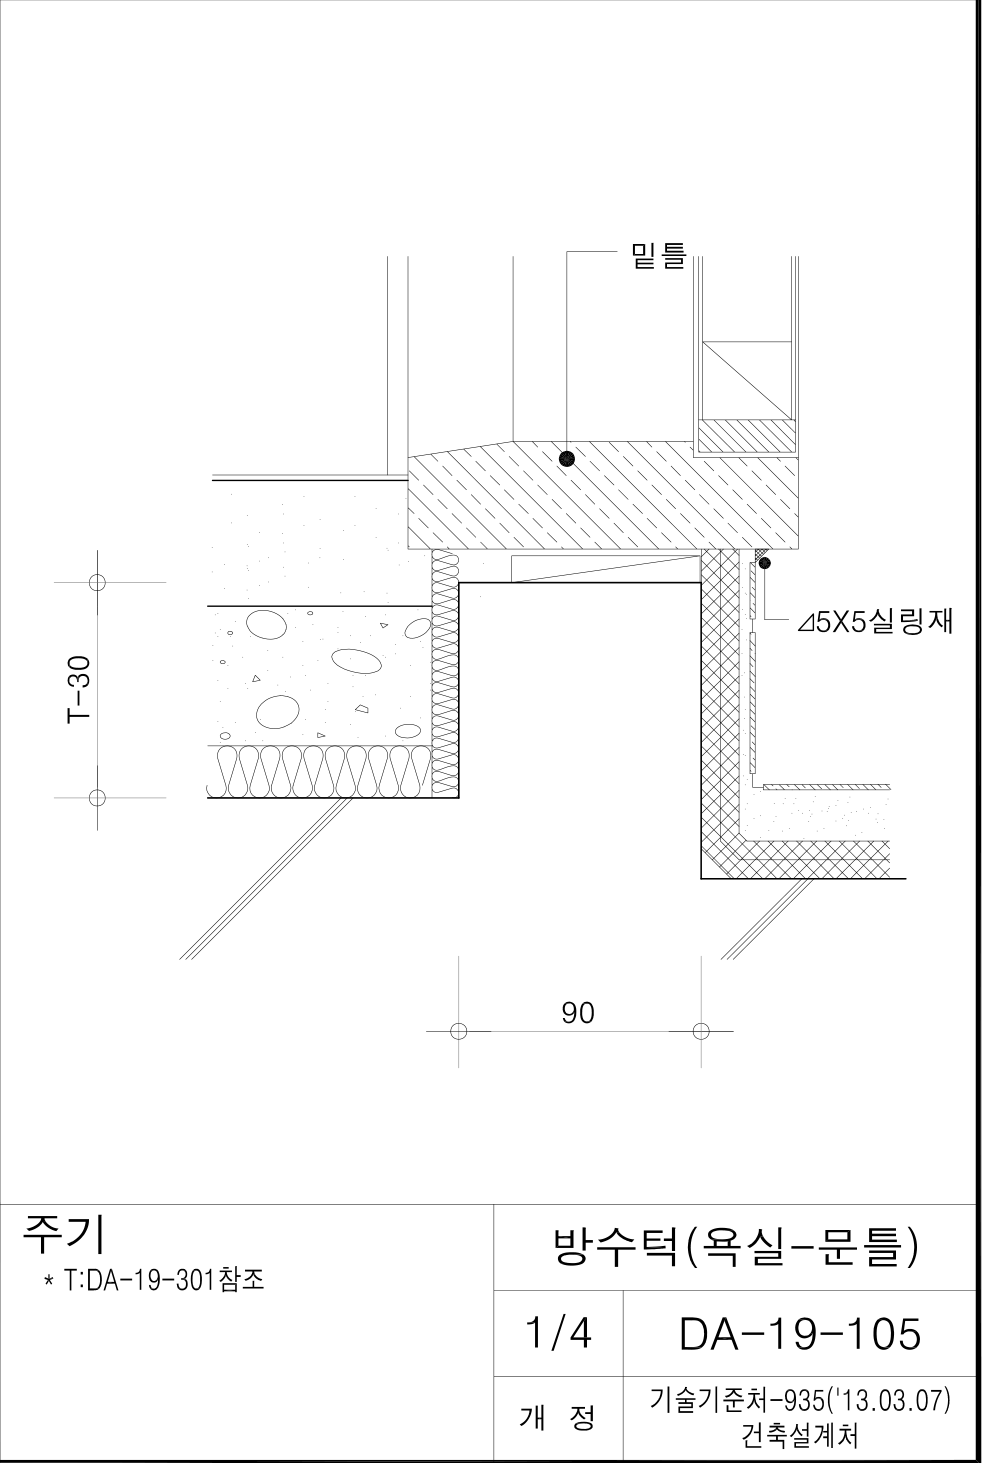 밑틀
⊿5X5실링재
T-30
90
주기
* T:DA-19-301참조
방수턱(욕실-문틀)
1/4
DA-19-105
개 정
기술기준처-935('13.03.07)
건축설계처